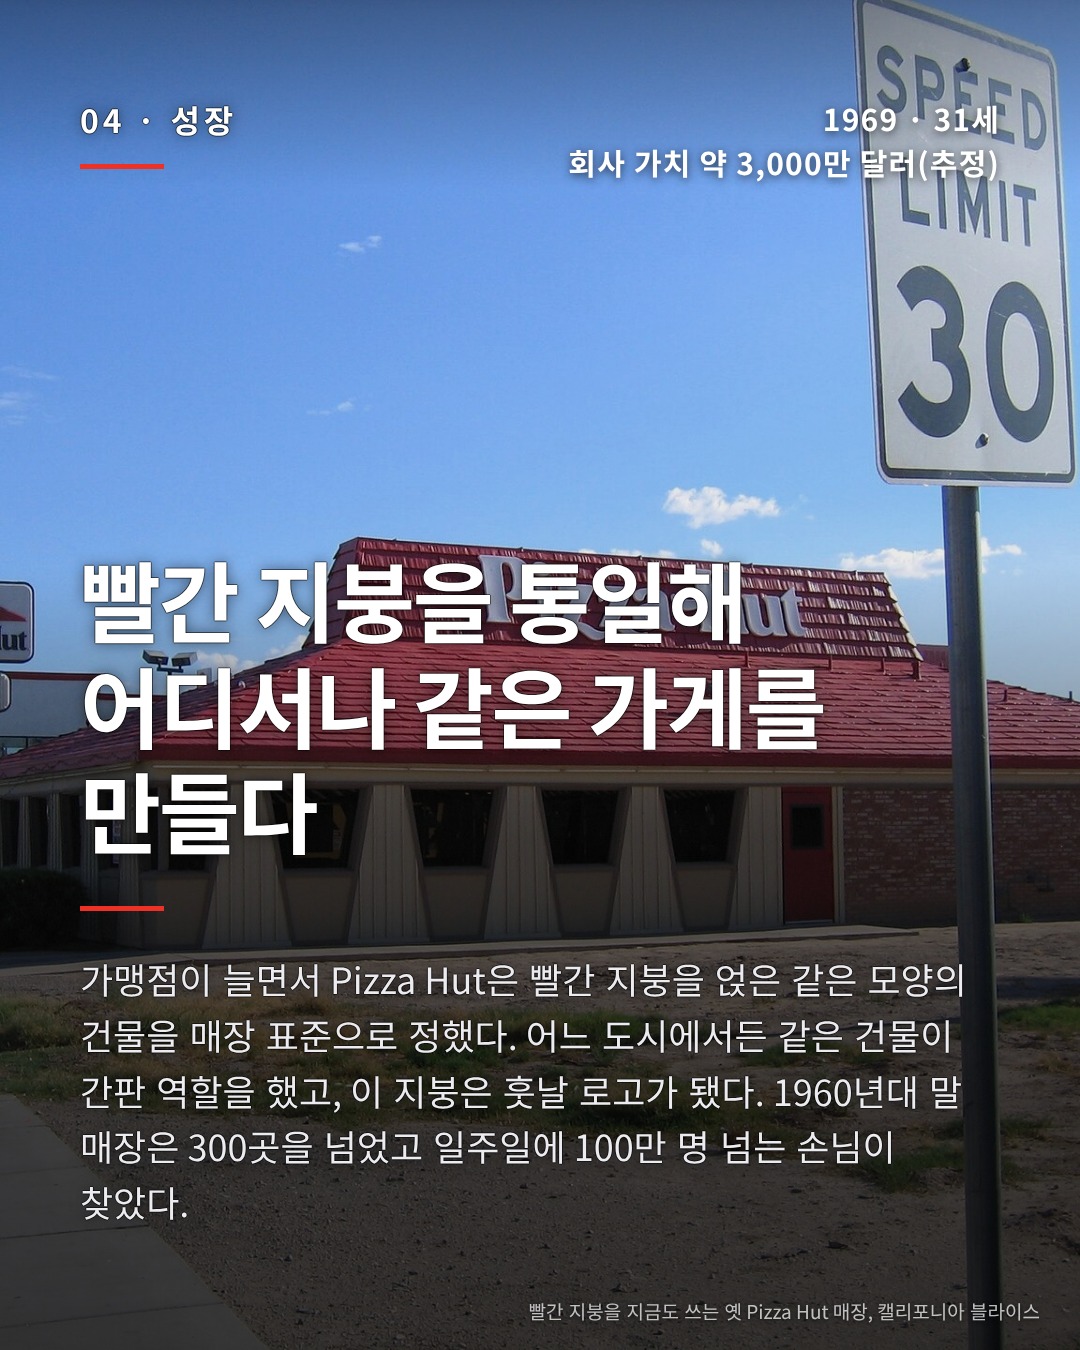 04 · 성장
1969 · 31세
회사 가치 약 3,000만 달러(추정)
SPEED
LIMIT
30
Pizza Hut
Hut
빨간 지붕을 통일해
어디서나 같은 가게를
만들다
가맹점이 늘면서 Pizza Hut은 빨간 지붕을 얹은 같은 모양의
건물을 매장 표준으로 정했다. 어느 도시에서든 같은 건물이
간판 역할을 했고, 이 지붕은 훗날 로고가 됐다. 1960년대 말
매장은 300곳을 넘었고 일주일에 100만 명 넘는 손님이
찾았다.
빨간 지붕을 지금도 쓰는 옛 Pizza Hut 매장, 캘리포니아 블라이스